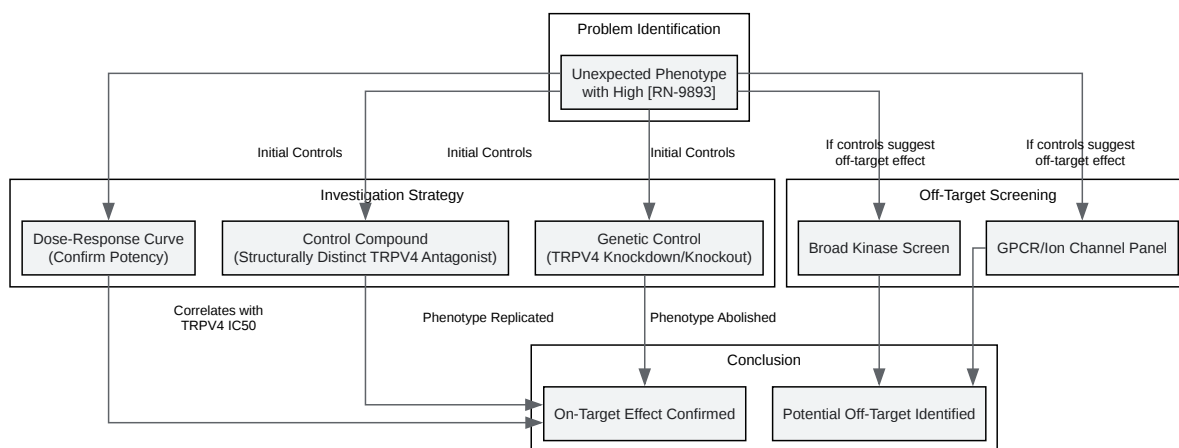 Problem Identification
Unexpected Phenotype
with High [RN-9893]
Initial Controls
Initial Controls
Initial Controls
If controls suggest
off-target effect
If controls suggest
off-target effect
Investigation Strategy
Off-Target Screening
Dose-Response Curve
(Confirm Potency)
Control Compound
(Structurally Distinct TRPV4 Antagonist)
Genetic Control
(TRPV4 Knockdown/Knockout)
Broad Kinase Screen
GPCR/Ion Channel Panel
Correlates with
TRPV4 IC50
Phenotype Replicated
Phenotype Abolished
Conclusion
On-Target Effect Confirmed
Potential Off-Target Identified